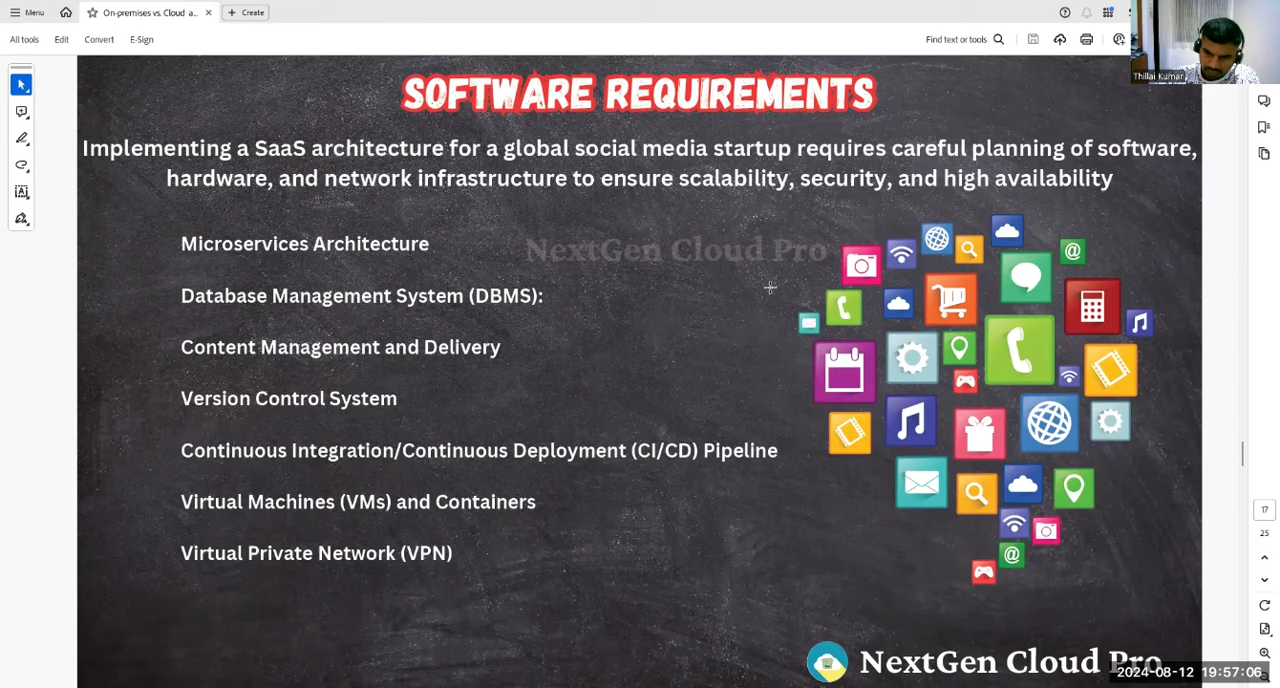 Menu
On-premises vs. Cloud a...
Create
All tools
Edit
Convert
E-Sign
Find text or tools
Thillai Kumar
SOFTWARE REQUIREMENTS
Implementing a SaaS architecture for a global social media startup requires careful planning of software,
hardware, and network infrastructure to ensure scalability, security, and high availability
Microservices Architecture
NextGen Cloud Pro
Database Management System (DBMS):
Content Management and Delivery
Version Control System
Continuous Integration/Continuous Deployment (CI/CD) Pipeline
Virtual Machines (VMs) and Containers
Virtual Private Network (VPN)
17
25
NextGen Cloud Pro
2024-08-12 19:57:06